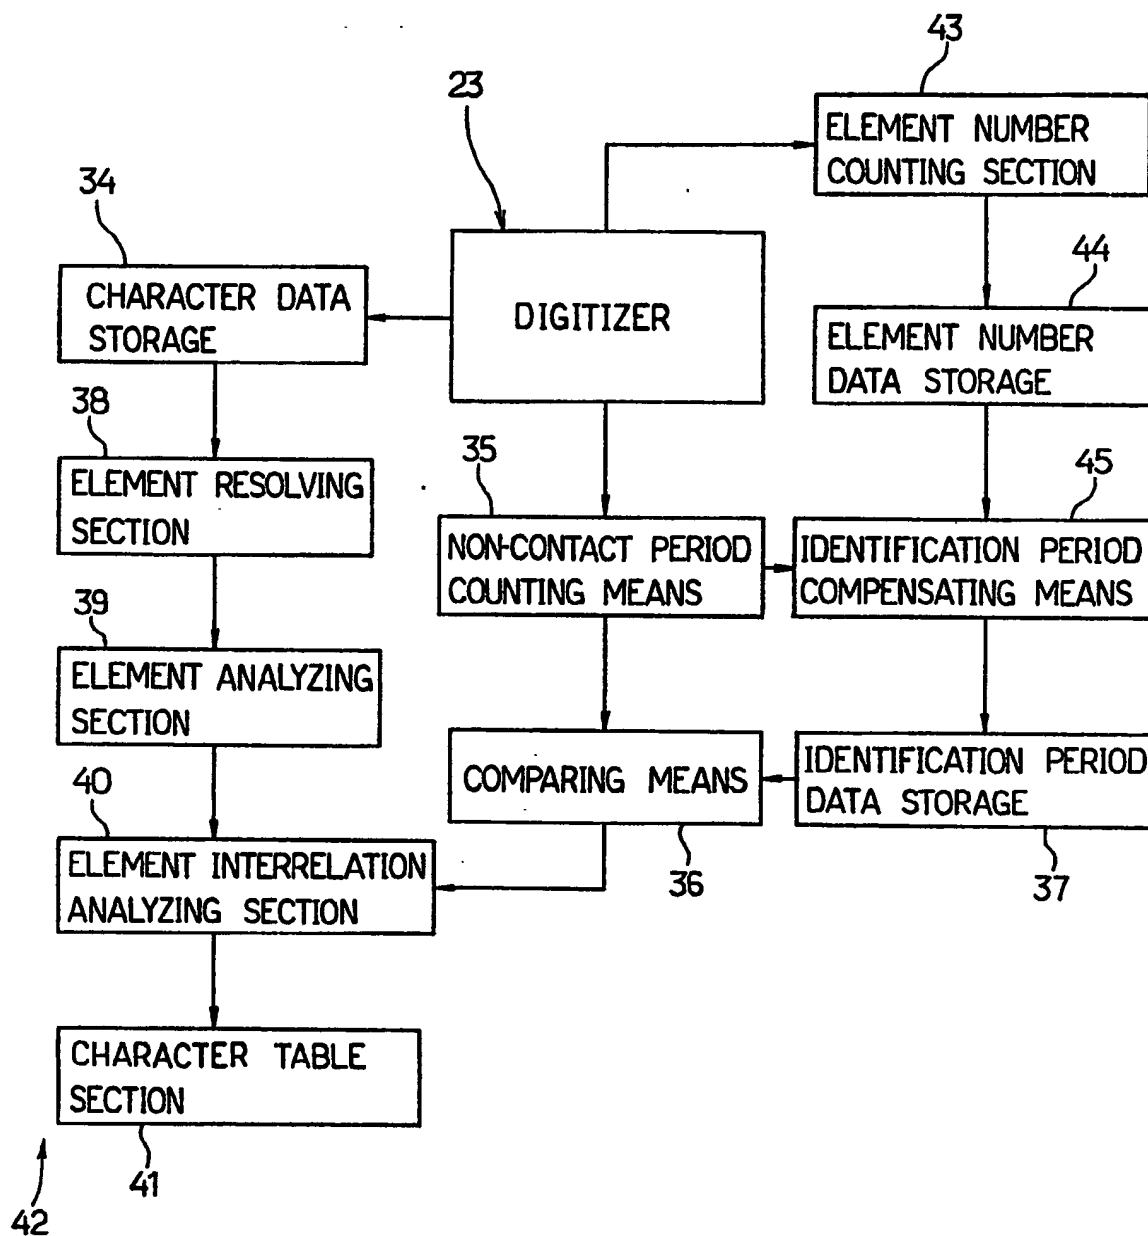 43
23
ELEMENT NUMBER
COUNTING SECTION
34
44
CHARACTER DATA
STORAGE
DIGITIZER
ELEMENT NUMBER
DATA STORAGE
38
35
45
ELEMENT RESOLVING
SECTION
NON-CONTACT PERIOD
COUNTING MEANS
IDENTIFICATION PERIOD
COMPENSATING MEANS
39
ELEMENT ANALYZING
SECTION
COMPARING MEANS
IDENTIFICATION PERIOD
DATA STORAGE
40
36
37
ELEMENT INTERRELATION
ANALYZING SECTION
CHARACTER TABLE
SECTION
41
42